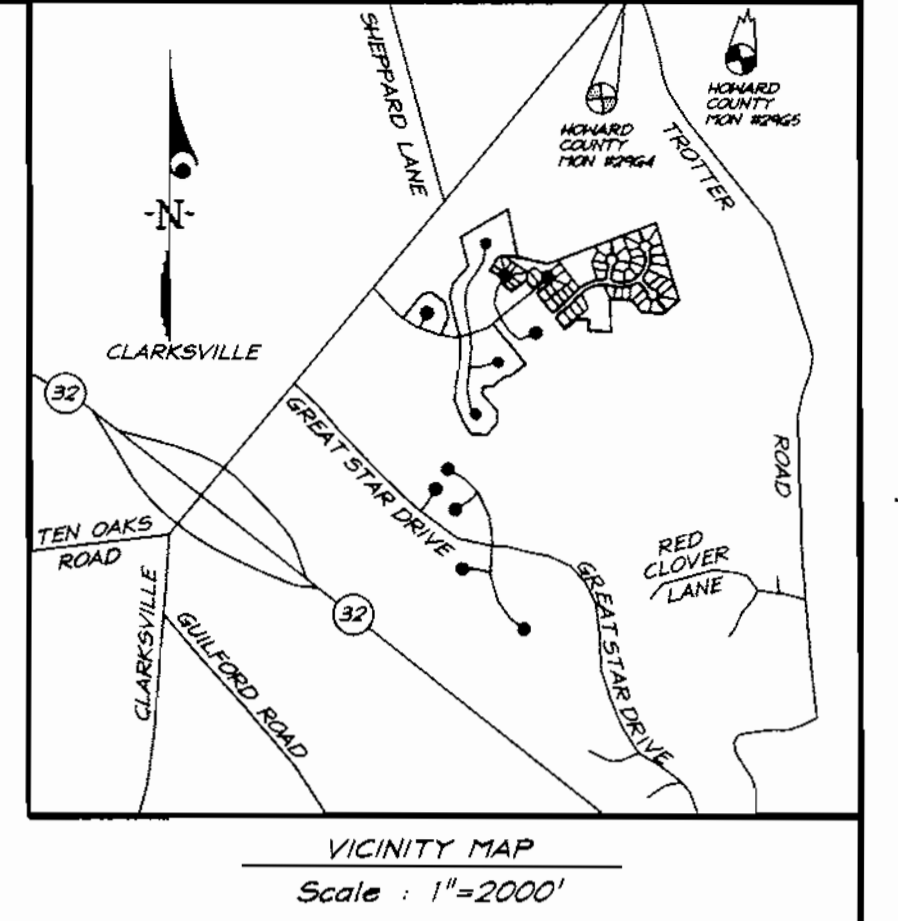 SHEPPARD LANE
HOWARD
COUNTY
MON #29G4
HOWARD
COUNTY
MON #29G5
TROTTER
-N-
CLARKSVILLE
32
GREAT STAR DRIVE
ROAD
TEN OAKS
ROAD
RED
CLOVER
LANE
CLARKSVILLE
GUILFORD ROAD
32
GREAT STAR DRIVE
VICINITY MAP
Scale : 1"=2000'